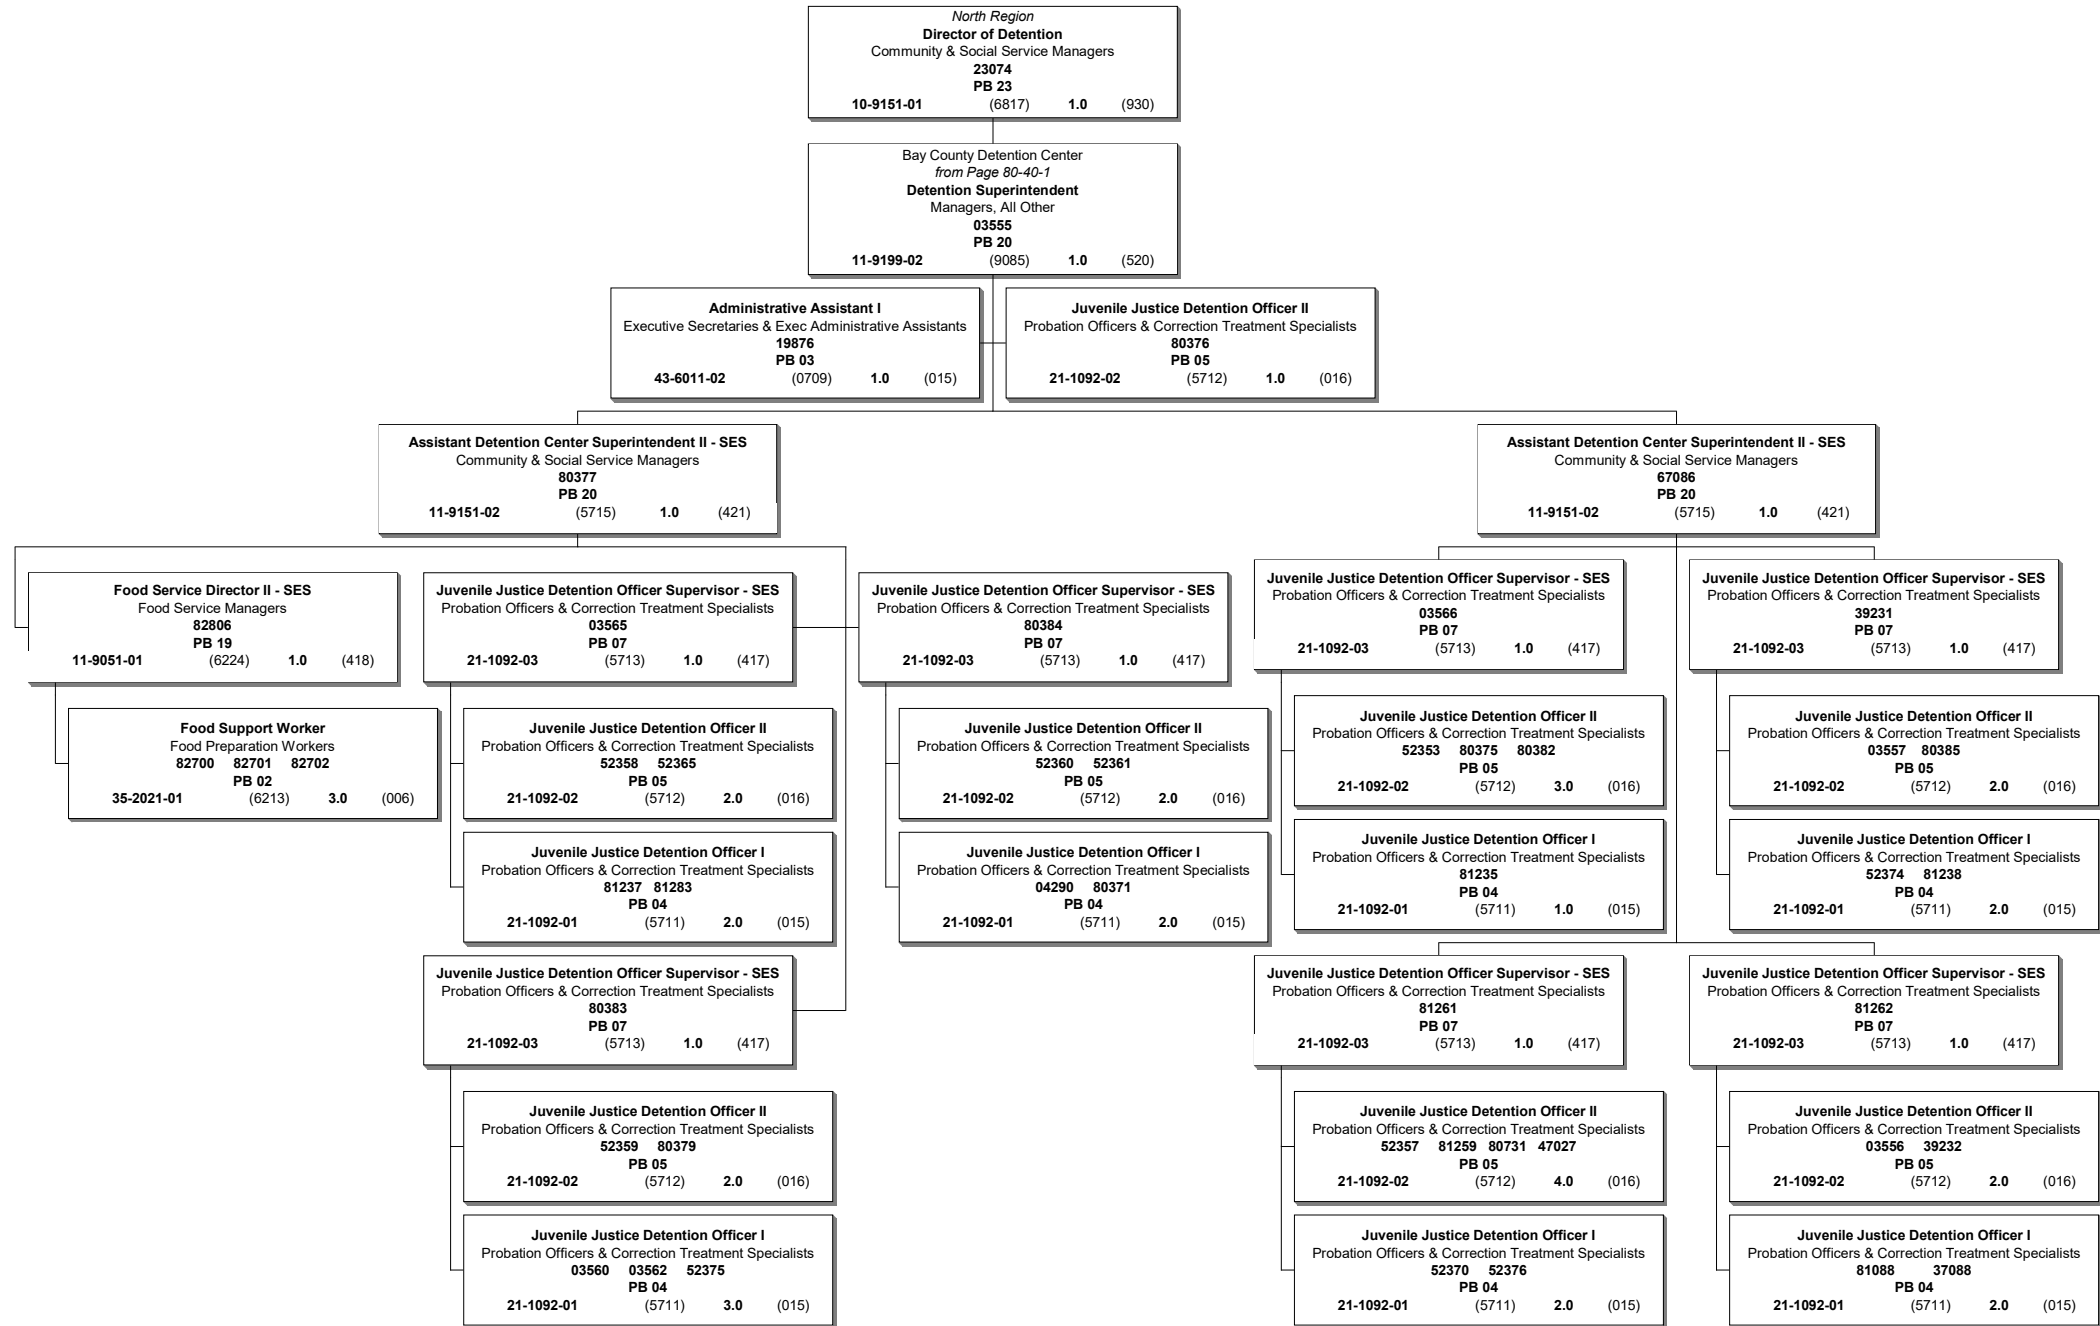 North Region
Director of Detention
Community & Social Service Managers
23074
PB 23
10-9151-01 (6817) 1.0 (930)
Bay County Detention Center
from Page 80-40-1
Detention Superintendent
Managers, All Other
03555
PB 20
11-9199-02 (9085) 1.0 (520)
Administrative Assistant I
Executive Secretaries & Exec Administrative Assistants
19876
PB 03
43-6011-02 (0709) 1.0 (015)
Juvenile Justice Detention Officer II
Probation Officers & Correction Treatment Specialists
80376
PB 05
21-1092-02 (5712) 1.0 (016)
Assistant Detention Center Superintendent II - SES
Community & Social Service Managers
80377
PB 20
11-9151-02 (5715) 1.0 (421)
Assistant Detention Center Superintendent II - SES
Community & Social Service Managers
67086
PB 20
11-9151-02 (5715) 1.0 (421)
Food Service Director II - SES
Food Service Managers
82806
PB 19
11-9051-01 (6224) 1.0 (418)
Food Support Worker
Food Preparation Workers
82700 82701 82702
PB 02
35-2021-01 (6213) 3.0 (006)
Juvenile Justice Detention Officer Supervisor - SES
Probation Officers & Correction Treatment Specialists
03565
PB 07
21-1092-03 (5713) 1.0 (417)
Juvenile Justice Detention Officer II
Probation Officers & Correction Treatment Specialists
52358 52365
PB 05
21-1092-02 (5712) 2.0 (016)
Juvenile Justice Detention Officer I
Probation Officers & Correction Treatment Specialists
81237 81283
PB 04
21-1092-01 (5711) 2.0 (015)
Juvenile Justice Detention Officer Supervisor - SES
Probation Officers & Correction Treatment Specialists
80384
PB 07
21-1092-03 (5713) 1.0 (417)
Juvenile Justice Detention Officer II
Probation Officers & Correction Treatment Specialists
52360 52361
PB 05
21-1092-02 (5712) 2.0 (016)
Juvenile Justice Detention Officer I
Probation Officers & Correction Treatment Specialists
04290 80371
PB 04
21-1092-01 (5711) 2.0 (015)
Juvenile Justice Detention Officer Supervisor - SES
Probation Officers & Correction Treatment Specialists
80383
PB 07
21-1092-03 (5713) 1.0 (417)
Juvenile Justice Detention Officer II
Probation Officers & Correction Treatment Specialists
52359 80379
PB 05
21-1092-02 (5712) 2.0 (016)
Juvenile Justice Detention Officer I
Probation Officers & Correction Treatment Specialists
03560 03562 52375
PB 04
21-1092-01 (5711) 3.0 (015)
Juvenile Justice Detention Officer Supervisor - SES
Probation Officers & Correction Treatment Specialists
03566
PB 07
21-1092-03 (5713) 1.0 (417)
Juvenile Justice Detention Officer II
Probation Officers & Correction Treatment Specialists
52353 80375 80382
PB 05
21-1092-02 (5712) 3.0 (016)
Juvenile Justice Detention Officer I
Probation Officers & Correction Treatment Specialists
81235
PB 04
21-1092-01 (5711) 1.0 (015)
Juvenile Justice Detention Officer Supervisor - SES
Probation Officers & Correction Treatment Specialists
39231
PB 07
21-1092-03 (5713) 1.0 (417)
Juvenile Justice Detention Officer II
Probation Officers & Correction Treatment Specialists
03557 80385
PB 05
21-1092-02 (5712) 2.0 (016)
Juvenile Justice Detention Officer I
Probation Officers & Correction Treatment Specialists
52374 81238
PB 04
21-1092-01 (5711) 2.0 (015)
Juvenile Justice Detention Officer Supervisor - SES
Probation Officers & Correction Treatment Specialists
81261
PB 07
21-1092-03 (5713) 1.0 (417)
Juvenile Justice Detention Officer II
Probation Officers & Correction Treatment Specialists
52357 81259 80731 47027
PB 05
21-1092-02 (5712) 4.0 (016)
Juvenile Justice Detention Officer I
Probation Officers & Correction Treatment Specialists
52370 52376
PB 04
21-1092-01 (5711) 2.0 (015)
Juvenile Justice Detention Officer Supervisor - SES
Probation Officers & Correction Treatment Specialists
81262
PB 07
21-1092-03 (5713) 1.0 (417)
Juvenile Justice Detention Officer II
Probation Officers & Correction Treatment Specialists
03556 39232
PB 05
21-1092-02 (5712) 2.0 (016)
Juvenile Justice Detention Officer I
Probation Officers & Correction Treatment Specialists
81088 37088
PB 04
21-1092-01 (5711) 2.0 (015)